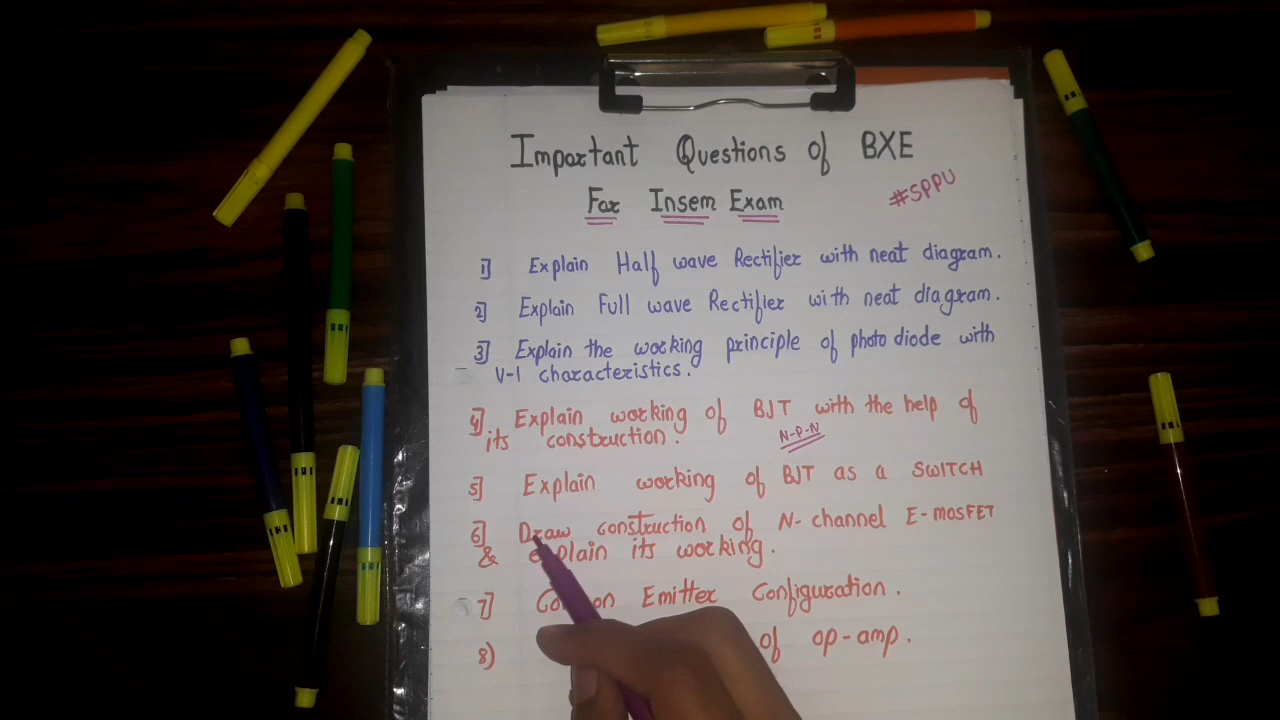 Important Questions of BXE
For Insem Exam
#SPPU
1] Explain Half wave Rectifier with neat diagram.
2] Explain Full wave Rectifier with neat diagram.
3] Explain the working principle of photo diode with
V-I characteristics.
4] Explain working of BJT with the help of
its construction.
N-P-N
5] Explain working of BJT as a SWITCH
6] Draw construction of N-channel E-MOSFET
& explain its working.
7] Common Emitter Configuration.
8) of op-amp.